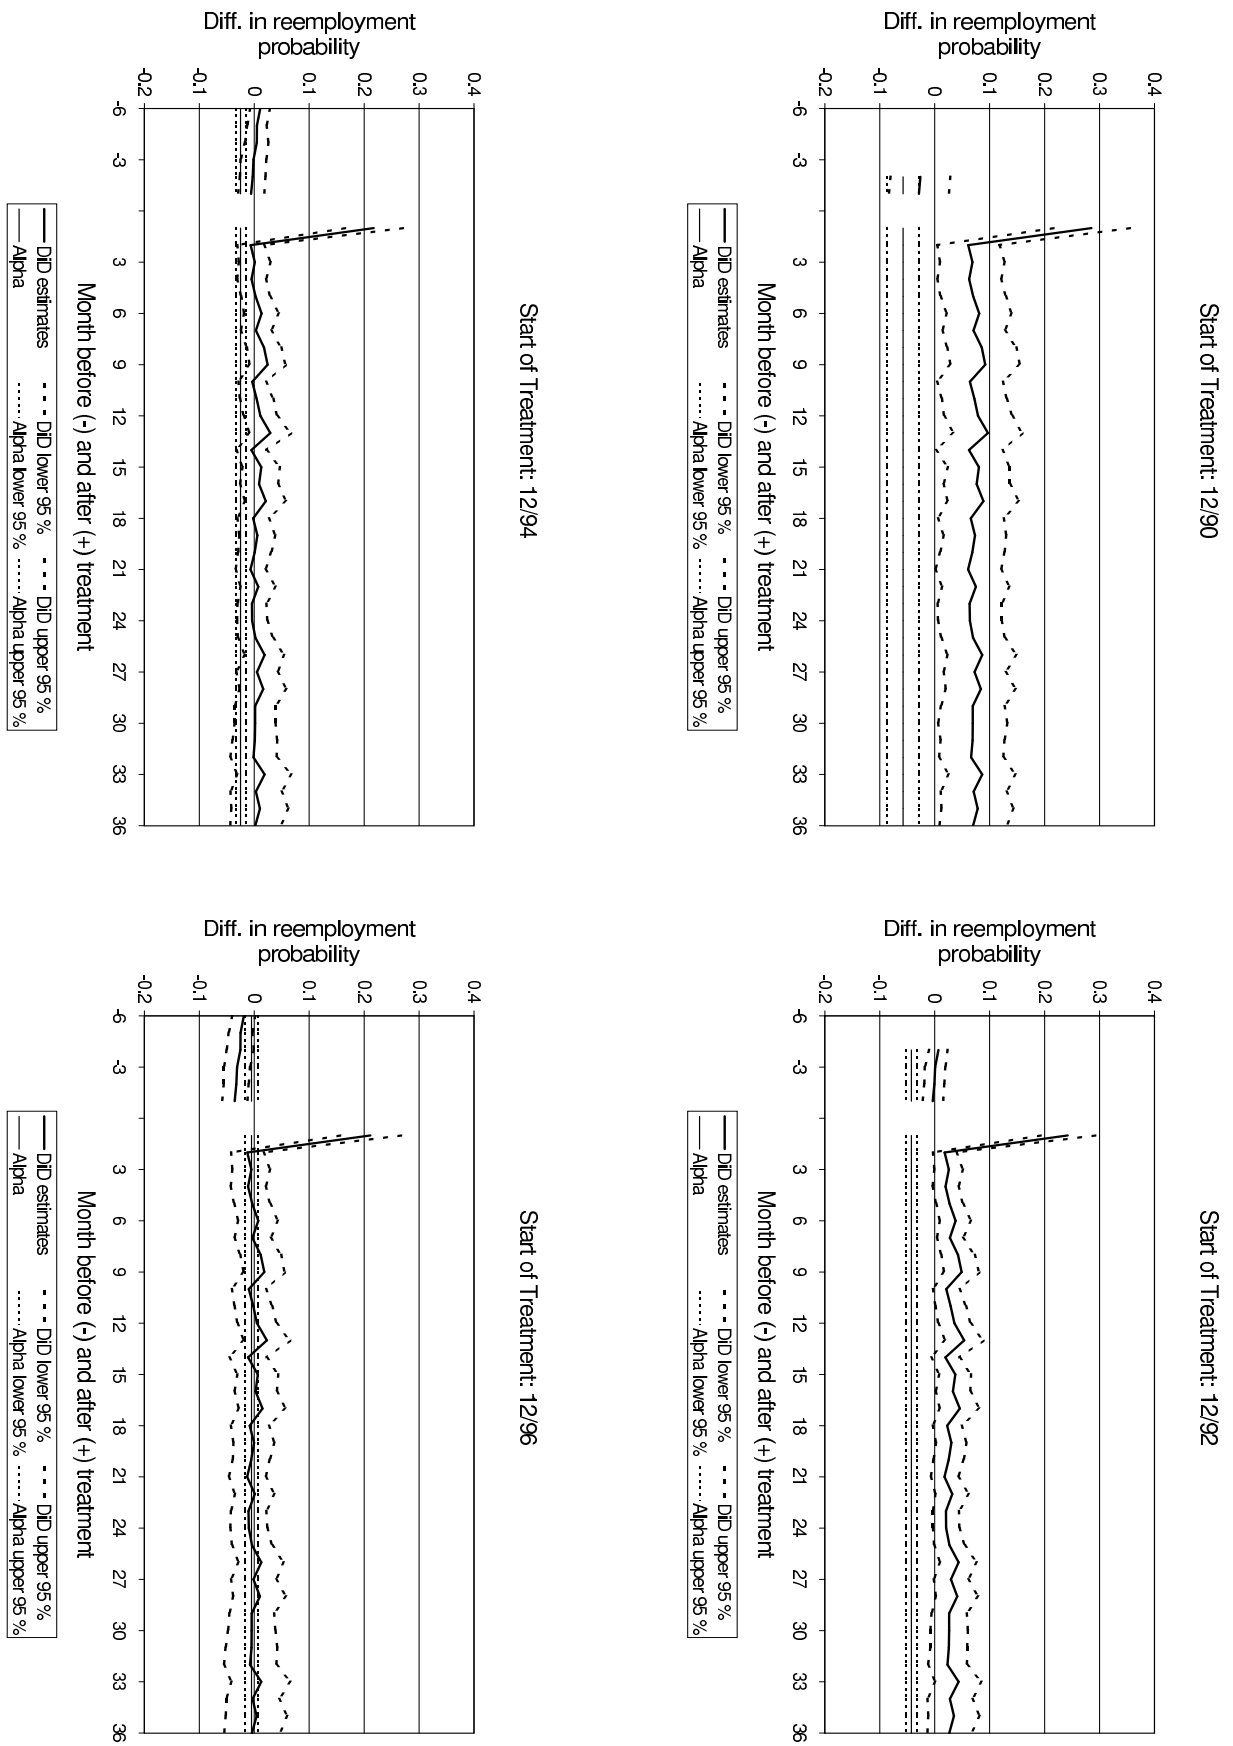 Start of Treatment: 12/90
Diff. in reemployment
probability
0.4
0.3
0.2
0.1
0
-0.1
-0.2
-6
-3
3
6
9
12
15
18
21
24
27
30
33
36
Month before (-) and after (+) treatment
DiD estimates
DiD lower 95 %
DiD upper 95 %
Alpha
Alpha lower 95 %
Alpha upper 95 %
Start of Treatment: 12/92
Diff. in reemployment
probability
0.4
0.3
0.2
0.1
0
-0.1
-0.2
-6
-3
3
6
9
12
15
18
21
24
27
30
33
36
Month before (-) and after (+) treatment
DiD estimates
DiD lower 95 %
DiD upper 95 %
Alpha
Alpha lower 95 %
Alpha upper 95 %
Start of Treatment: 12/94
Diff. in reemployment
probability
0.4
0.3
0.2
0.1
0
-0.1
-0.2
-6
-3
3
6
9
12
15
18
21
24
27
30
33
36
Month before (-) and after (+) treatment
DiD estimates
DiD lower 95 %
DiD upper 95 %
Alpha
Alpha lower 95 %
Alpha upper 95 %
Start of Treatment: 12/96
Diff. in reemployment
probability
0.4
0.3
0.2
0.1
0
-0.1
-0.2
-6
-3
3
6
9
12
15
18
21
24
27
30
33
36
Month before (-) and after (+) treatment
DiD estimates
DiD lower 95 %
DiD upper 95 %
Alpha
Alpha lower 95 %
Alpha upper 95 %